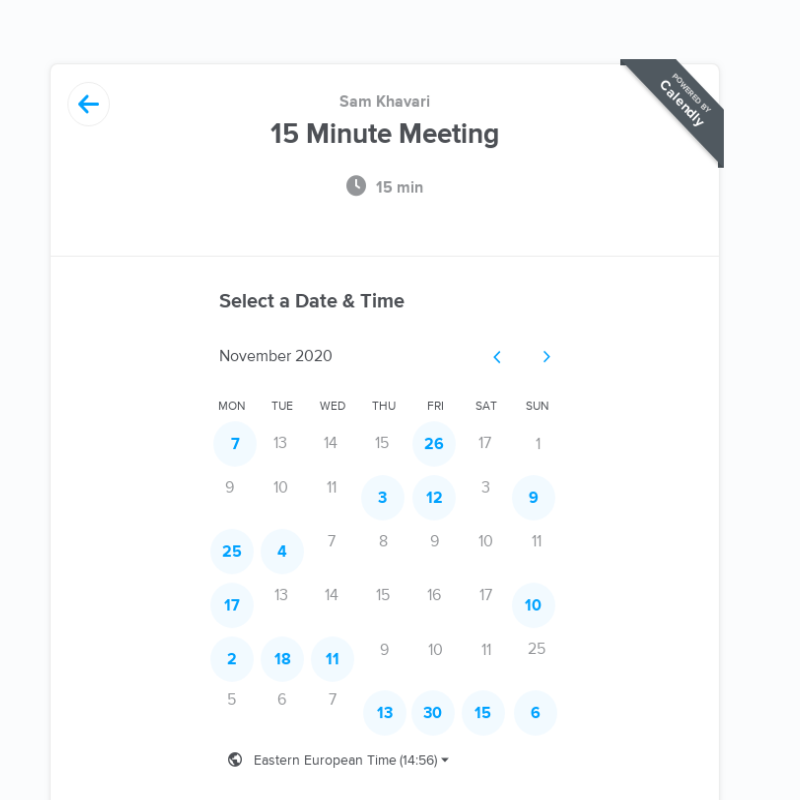 POWERED BY
Calendly
Sam Khavari
15 Minute Meeting
15 min
Select a Date & Time
November 2020
MON TUE WED THU FRI SAT SUN
7 13 14 15 26 17 1
9 10 11 3 12 3 9
25 4 7 8 9 10 11
17 13 14 15 16 17 10
2 18 11 9 10 11 25
5 6 7 13 30 15 6
Eastern European Time (14:56)